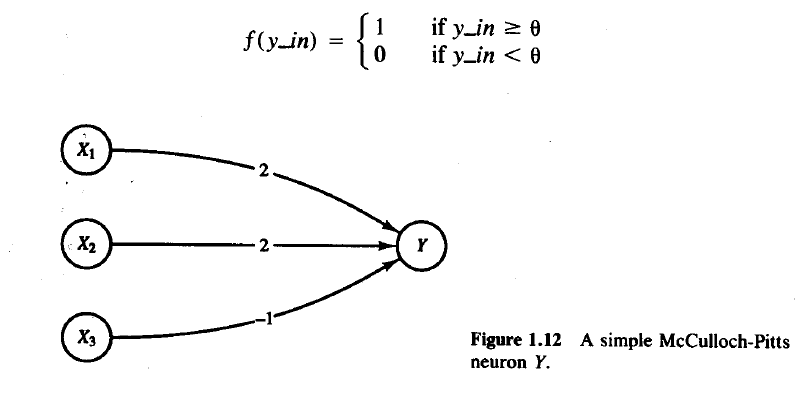 f(y_in) = { 1 if y_in ≥ θ
0 if y_in < θ
X1
2
X2
2
Y
X3
-1
Figure 1.12 A simple McCulloch-Pitts
neuron Y.